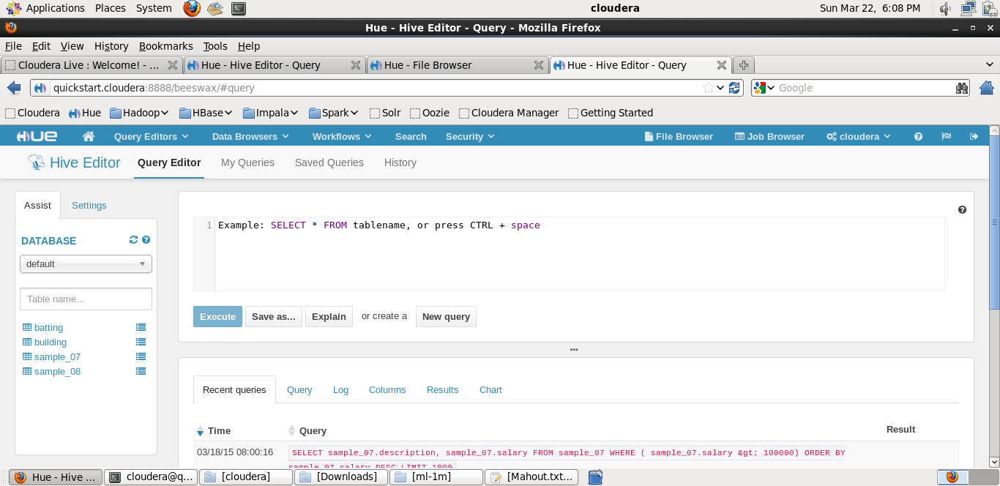 Applications Places System cloudera Sun Mar 22, 6:08 PM
Hue - Hive Editor - Query - Mozilla Firefox
File Edit View History Bookmarks Tools Help
Cloudera Live : Welcome! - ... Hue - Hive Editor - Query Hue - File Browser Hue - Hive Editor - Query
quickstart.cloudera:8888/beeswax/#query Google
Cloudera Hue Hadoop HBase Impala Spark Solr Oozie Cloudera Manager Getting Started
HUE Query Editors Data Browsers Workflows Search Security File Browser Job Browser cloudera
Hive Editor Query Editor My Queries Saved Queries History
Assist Settings
DATABASE
default
Table name...
batting
building
sample_07
sample_08
1 Example: SELECT * FROM tablename, or press CTRL + space
Execute Save as... Explain or create a New query
Recent queries Query Log Columns Results Chart
Time Query Result
03/18/15 08:00:16 SELECT sample_07.description, sample_07.salary FROM sample_07 WHERE ( sample_07.salary &gt; 100000) ORDER BY
sample_07.salary DESC LIMIT 1000
Hue - Hive ... cloudera@q... [cloudera] [Downloads] [ml-1m] [Mahout.txt...